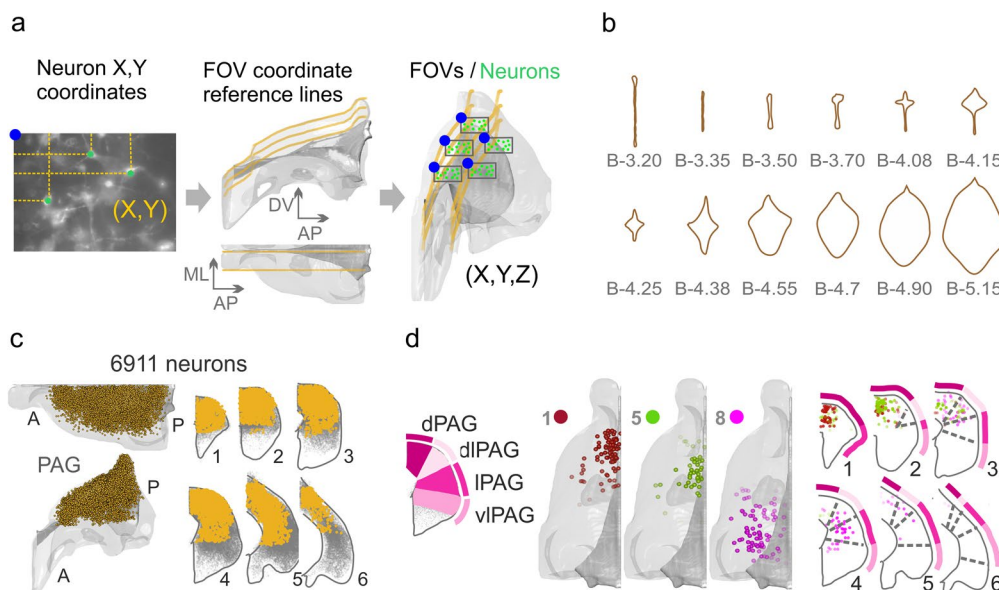 a
Neuron X,Y
coordinates
(X,Y)
FOV coordinate
reference lines
DV
AP
ML
AP
FOVs / Neurons
(X,Y,Z)
b
B-3.20
B-3.35
B-3.50
B-3.70
B-4.08
B-4.15
B-4.25
B-4.38
B-4.55
B-4.7
B-4.90
B-5.15
c
6911 neurons
A
P
PAG
P
A
1
2
3
4
5
6
d
dPAG
dlPAG
lPAG
vlPAG
1
5
8
1
2
3
4
5
6